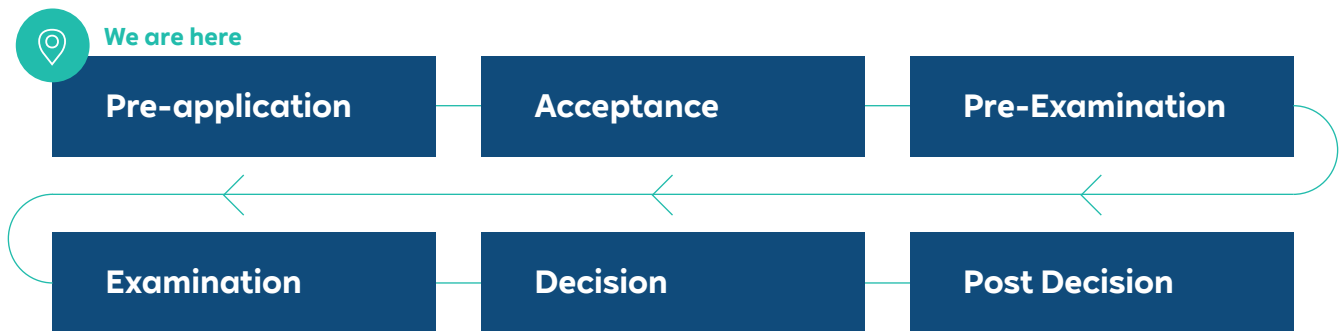 We are here
Pre-application
Acceptance
Pre-Examination
Examination
Decision
Post Decision